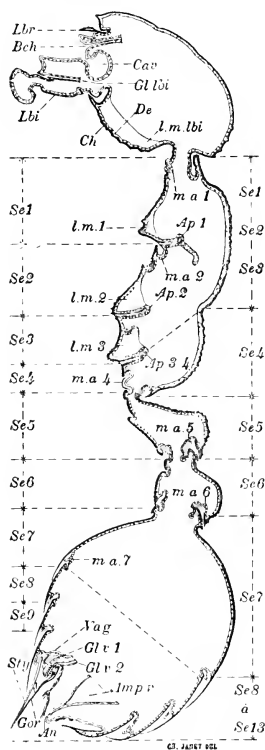 Lbr
Bch
Cav
Gl lbi
Lbi
De
l.m.lbi
Ch
m a 1
Se1
Se1
Ap 1
l.m.1
Se2
m.a 2
Se3
Se2
Ap.2
l.m.2
Se3
l.m 3
Ap 3 4
Se4
Se4
m.a 4
Se5
m a.5
Se5
Se6
m a 6
Se6
Se7
m a.7
Se8
Se7
Se9
Vag
Gl v 1
Sty
Gl v 2
Imp v
Se8
à
Gor
An
Se13
CH. JANET DEL